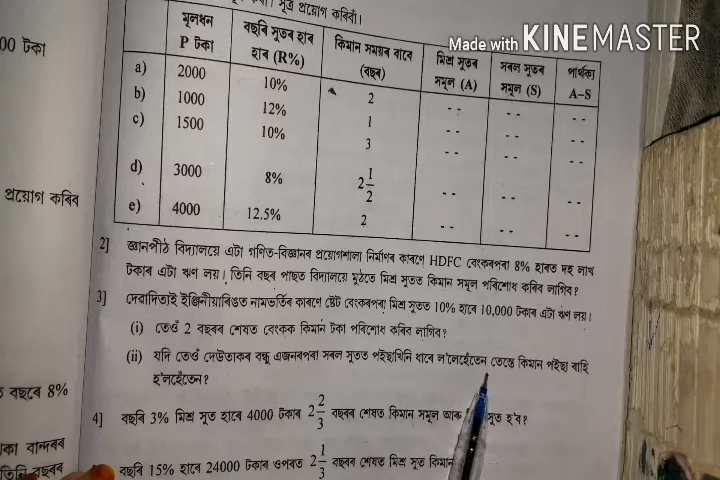 সূত্ৰ প্ৰয়োগ কৰিবা।
Made with KINEMASTER
00 টকা
মূলধন P টকা | বছৰি সুতৰ হাৰ হাৰ (R%) | কিমান সময়ৰ বাবে (বছৰ) | মিশ্ৰ সুতৰ সমূল (A) | সৰল সুতৰ সমূল (S) | পাৰ্থক্য A–S
a) 2000 10% 2 - - - - - -
b) 1000 12% 1 - - - - - -
c) 1500 10% 3 - - - - - -
d) 3000 8% 2 1/2 - - - - - -
e) 4000 12.5% 2 - - - - - -
প্ৰয়োগ কৰিব
2] জ্ঞানপীঠ বিদ্যালয়ে এটা গণিত-বিজ্ঞানৰ প্ৰয়োগশালা নিৰ্মাণৰ কাৰণে HDFC বেংকৰপৰা 8% হাৰত দহ লাখ
টকাৰ এটা ঋণ লয়। তিনি বছৰ পাছত বিদ্যালয়ে মুঠতে মিশ্ৰ সুতত কিমান সমূল পৰিশোধ কৰিব লাগিব?
3] দেৱাদিতাই ইঞ্জিনীয়াৰিঙত নামভৰ্তিৰ কাৰণে ষ্টেট বেংকৰপৰা মিশ্ৰ সুতত 10% হাৰে 10,000 টকাৰ এটা ঋণ লয়।
(i) তেওঁ 2 বছৰৰ শেষত বেংকক কিমান টকা পৰিশোধ কৰিব লাগিব?
(ii) যদি তেওঁ দেউতাকৰ বন্ধু এজনৰপৰা সৰল সুতত পইছাখিনি ধাৰে ল'লেহেঁতেন তেন্তে কিমান পইছা ৰাহি
হ'লহেঁতেন?
বছৰে 8%
4] বছৰি 3% মিশ্ৰ সুত হাৰে 4000 টকাৰ 2 2/3 বছৰৰ শেষত কিমান সমূল আৰু সুত হ'ব?
কা বান্দৰৰ
তিনি বছৰৰ
বছৰি 15% হাৰে 24000 টকাৰ ওপৰত 2 1/3 বছৰৰ শেষত মিশ্ৰ সুত কিমান